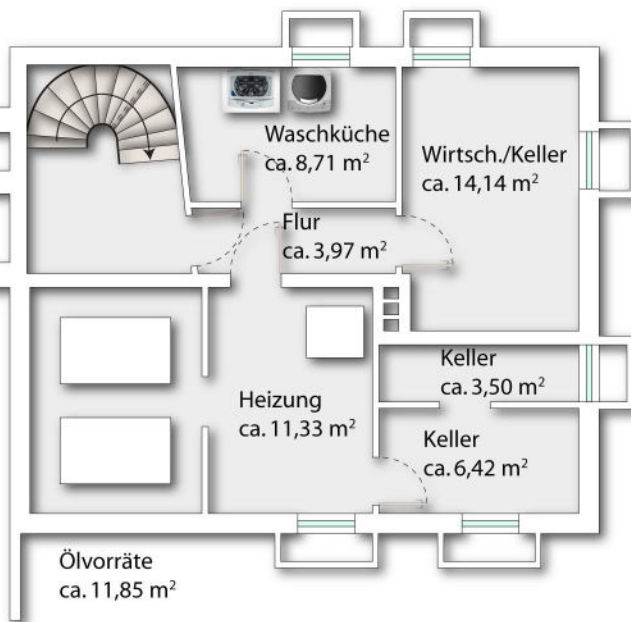 Waschküche
ca. 8,71 m²
Wirtsch./Keller
ca. 14,14 m²
Flur
ca. 3,97 m²
Keller
ca. 3,50 m²
Heizung
ca. 11,33 m²
Keller
ca. 6,42 m²
Ölvorräte
ca. 11,85 m²